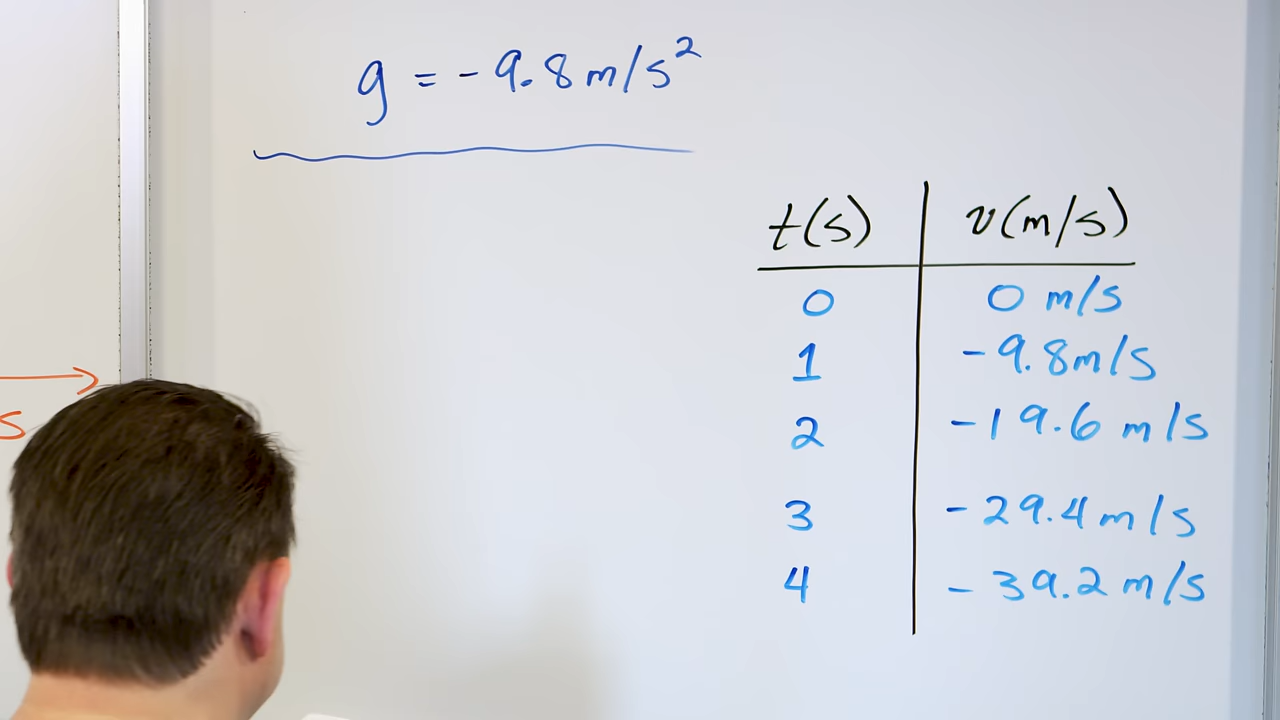 g = -9.8 m/s²
t(s) v(m/s)
0 0 m/s
1 -9.8 m/s
2 -19.6 m/s
3 -29.4 m/s
4 -39.2 m/s
s